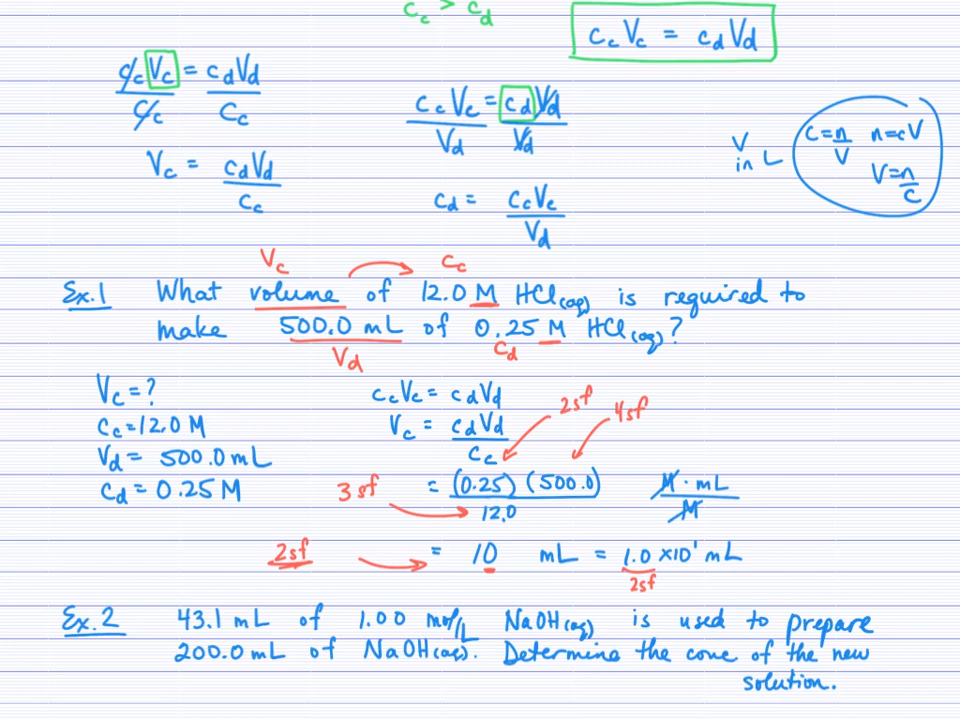 Cc > Cd
CcVc = CdVd
CcVc = CdVd
Cc Cc
CcVc = CdVd
Vd Vd
V in L
C = n/V n = cV
V = n/C
Vc = CdVd/Cc
Cd = CcVc/Vd
Vc Cc
Ex.1 What volume of 12.0 M HCl(aq) is required to
make 500.0 mL of 0.25 M HCl(aq)?
Vd Cd
Vc = ?
Cc = 12.0 M
Vd = 500.0 mL
Cd = 0.25 M
CcVc = CdVd
Vc = CdVd/Cc
2sf 4sf
3sf = (0.25)(500.0)/12.0 M·mL/M
2sf = 10 mL = 1.0 ×10¹ mL
2sf
Ex.2 43.1 mL of 1.00 mol/L NaOH(aq) is used to prepare
200.0 mL of NaOH(aq). Determine the conc of the new
solution.